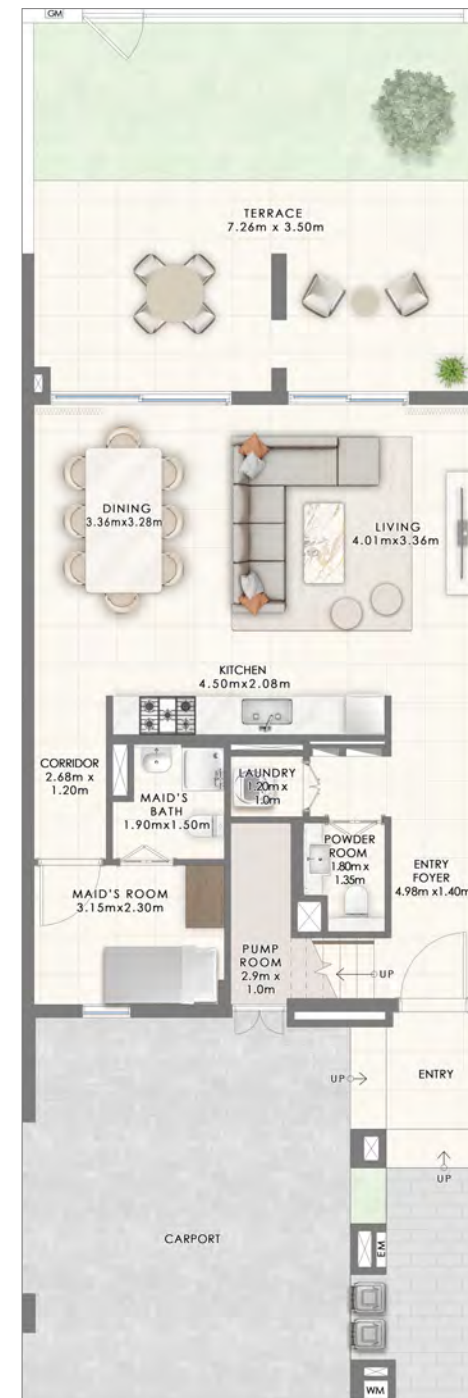 GM
TERRACE
7.26m x 3.50m
DINING
3.36mx3.28m
LIVING
4.01mx3.36m
KITCHEN
4.50mx2.08m
CORRIDOR
2.68m x
1.20m
LAUNDRY
1.20m x
1.0m
MAID'S
BATH
1.90mx1.50m
POWDER
ROOM
1.80m x
1.35m
ENTRY
FOYER
4.98m x1.40m
MAID'S ROOM
3.15mx2.30m
PUMP
ROOM
2.9m x
1.0m
UP
UP
ENTRY
UP
CARPORT
EM
WM